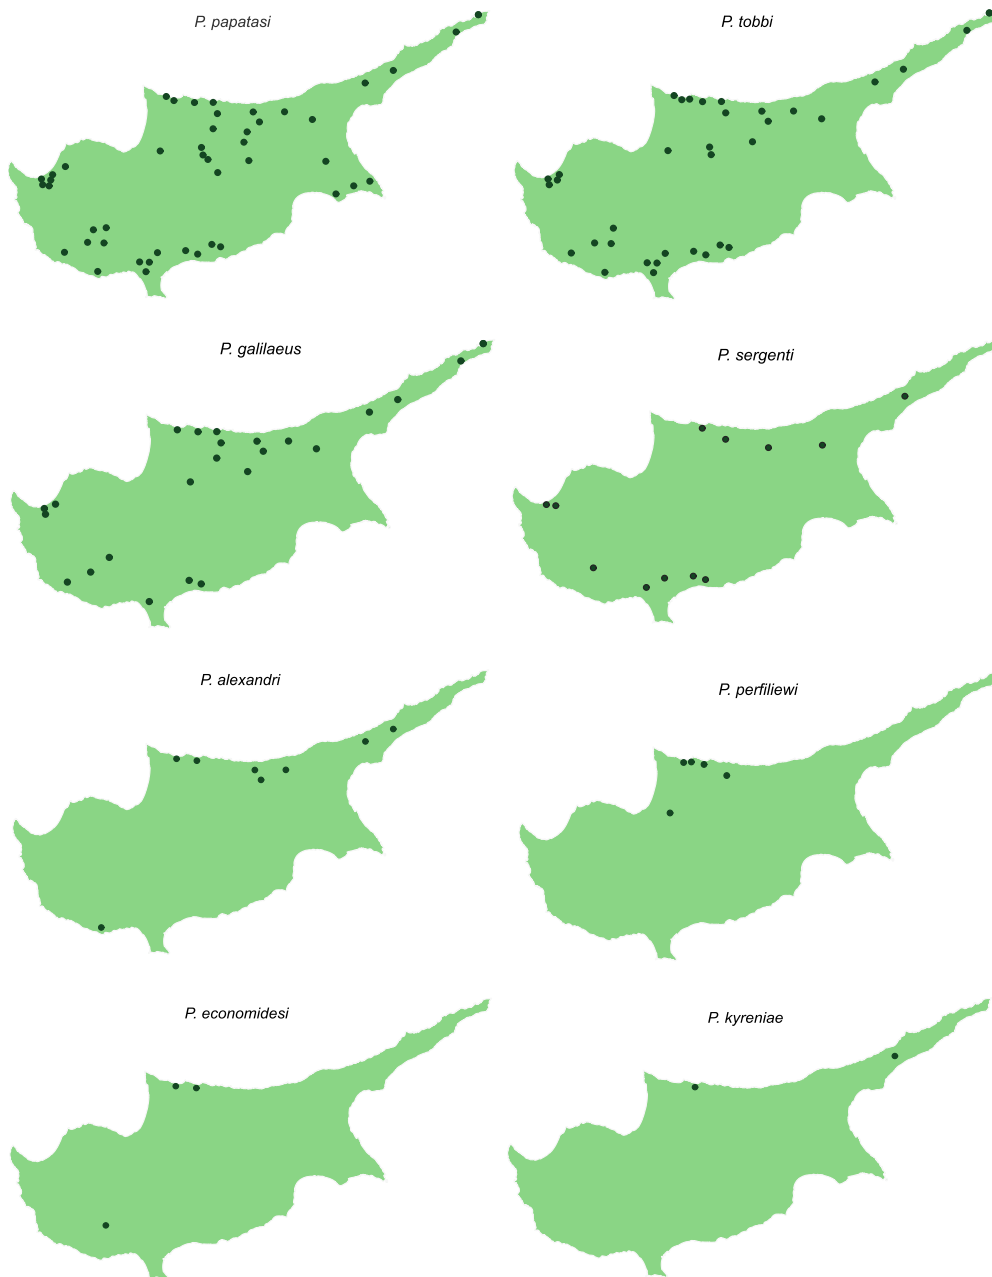 P. papatasi
P. tobbi
P. galilaeus
P. sergenti
P. alexandri
P. perfiliewi
P. economidesi
P. kyreniae